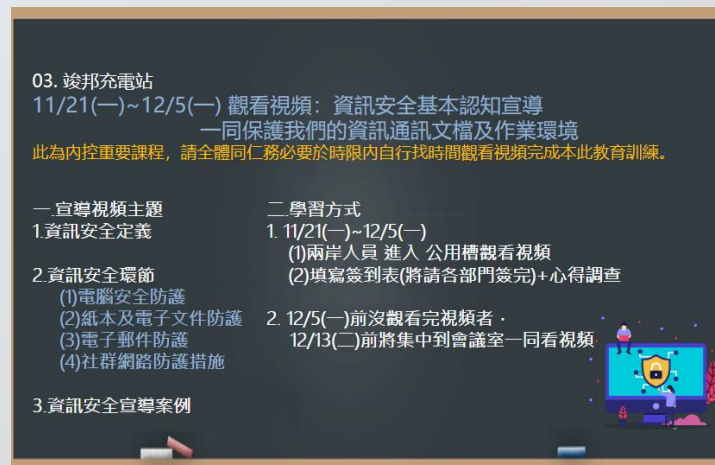 03. 竣邦充電站
11/21(一)~12/5(一) 觀看視頻：資訊安全基本認知宣導
一同保護我們的資訊通訊文檔及作業環境
此為內控重要課程，請全體同仁務必要於時限內自行找時間觀看視頻完成本此教育訓練。
一.宣導視頻主題
1.資訊安全定義
2.資訊安全環節
(1)電腦安全防護
(2)紙本及電子文件防護
(3)電子郵件防護
(4)社群網路防護措施
3.資訊安全宣導案例
二.學習方式
1. 11/21(一)~12/5(一)
(1)兩岸人員 進入 公用槽觀看視頻
(2)填寫簽到表(將請各部門簽完)+心得調查
2. 12/5(一)前沒觀看完視頻者．
12/13(二)前將集中到會議室一同看視頻